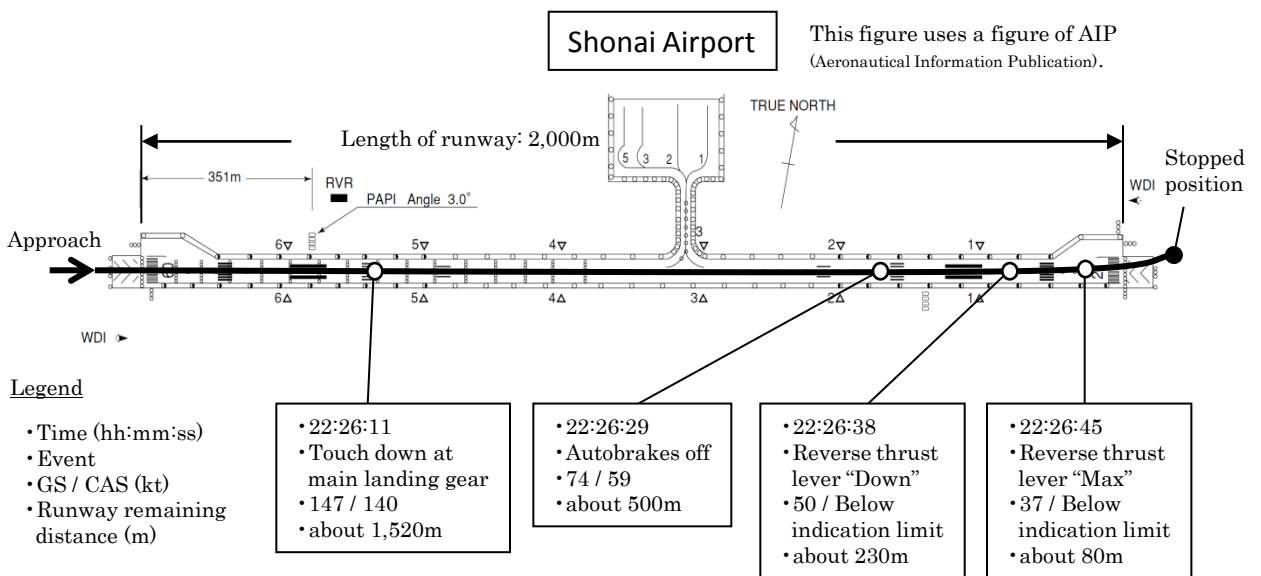 Shonai Airport
This figure uses a figure of AIP
(Aeronautical Information Publication).
TRUE NORTH
Length of runway: 2,000m
5 3 2 1
Stopped
position
351m
RVR
WDI
PAPI Angle 3.0°
Approach
3
6▽ 5▽ 4▽ ▽ 2▽ 1▽
6△ 5△ 4△ 3△ 2△ 1△
WDI
Legend
・Time (hh:mm:ss)
・Event
・GS / CAS (kt)
・Runway remaining
distance (m)
・22:26:11
・Touch down at
main landing gear
・147 / 140
・about 1,520m
・22:26:29
・Autobrakes off
・74 / 59
・about 500m
・22:26:38
・Reverse thrust
lever “Down”
・50 / Below
indication limit
・about 230m
・22:26:45
・Reverse thrust
lever “Max”
・37 / Below
indication limit
・about 80m